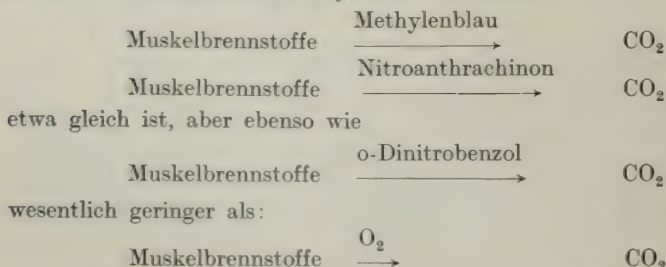 Methylenblau
Muskelbrennstoffe ⟶ CO₂
Nitroanthrachinon
Muskelbrennstoffe ⟶ CO₂
etwa gleich ist, aber ebenso wie
o-Dinitrobenzol
Muskelbrennstoffe ⟶ CO₂
wesentlich geringer als:
O₂
Muskelbrennstoffe ⟶ CO₂